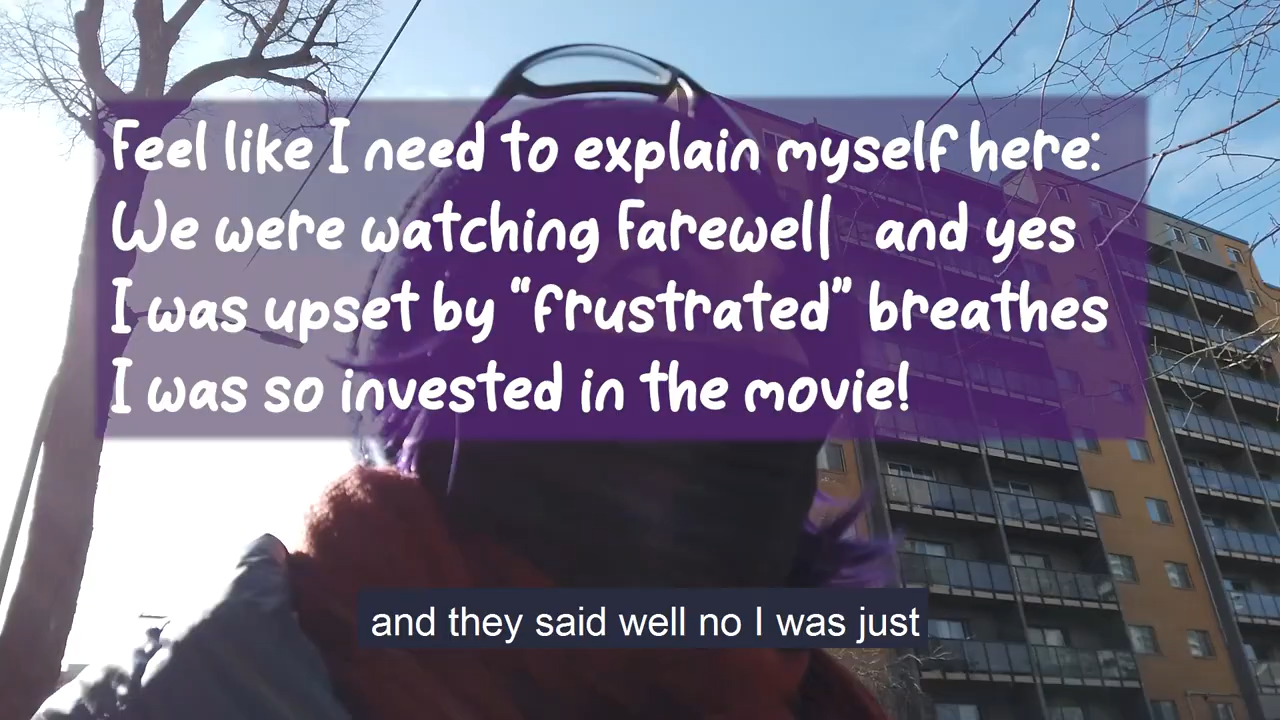 Feel like I need to explain myself here:
We were watching Farewell and yes
I was upset by “frustrated” breathes
I was so invested in the movie!
and they said well no I was just